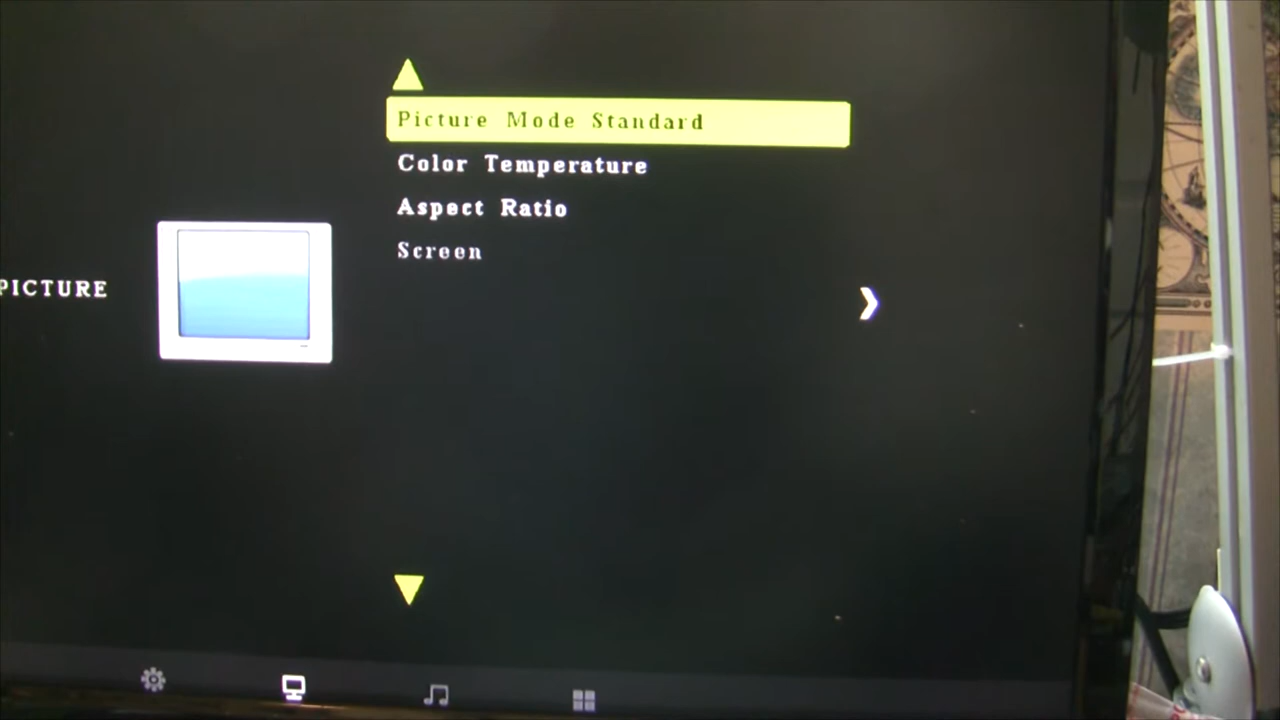 Picture Mode Standard
Color Temperature
Aspect Ratio
Screen
PICTURE